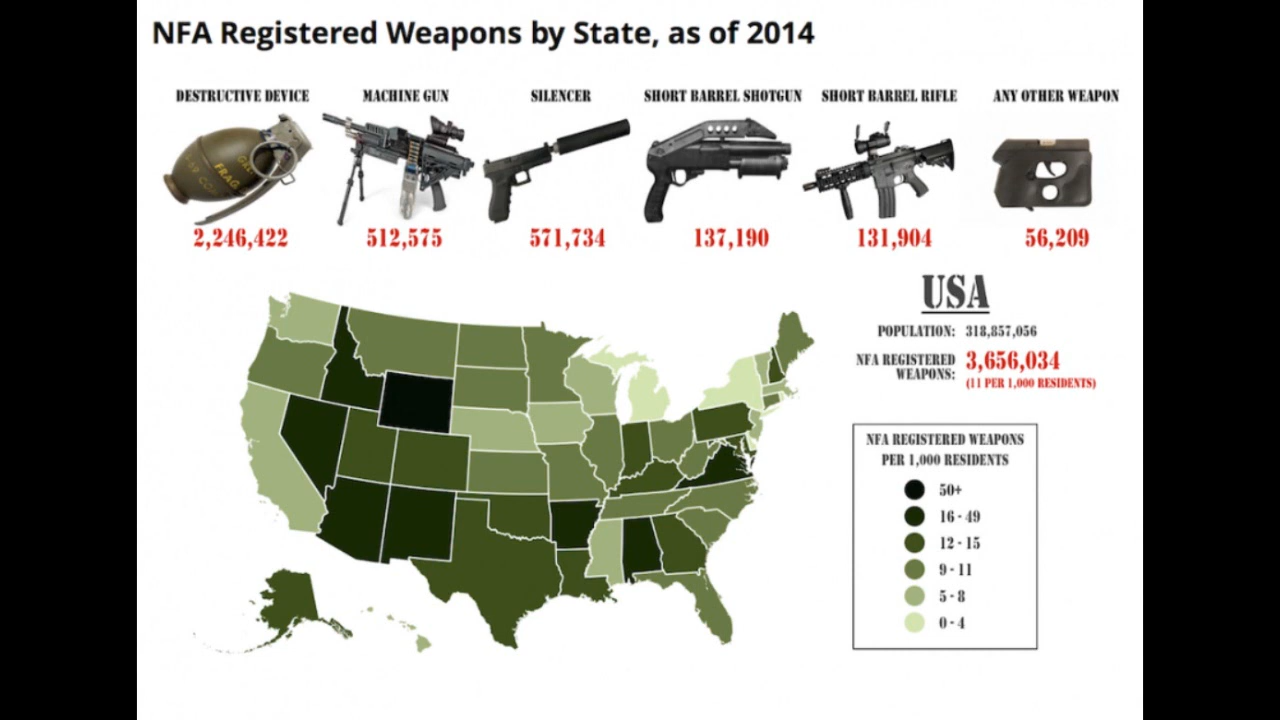 NFA Registered Weapons by State, as of 2014
DESTRUCTIVE DEVICE
MACHINE GUN
SILENCER
SHORT BARREL SHOTGUN
SHORT BARREL RIFLE
ANY OTHER WEAPON
FRAG
2,246,422
512,575
571,734
137,190
131,904
56,209
USA
POPULATION: 318,857,056
NFA REGISTERED
WEAPONS:
3,656,034
(11 PER 1,000 RESIDENTS)
NFA REGISTERED WEAPONS
PER 1,000 RESIDENTS
50+
16 - 49
12 - 15
9 - 11
5 - 8
0 - 4